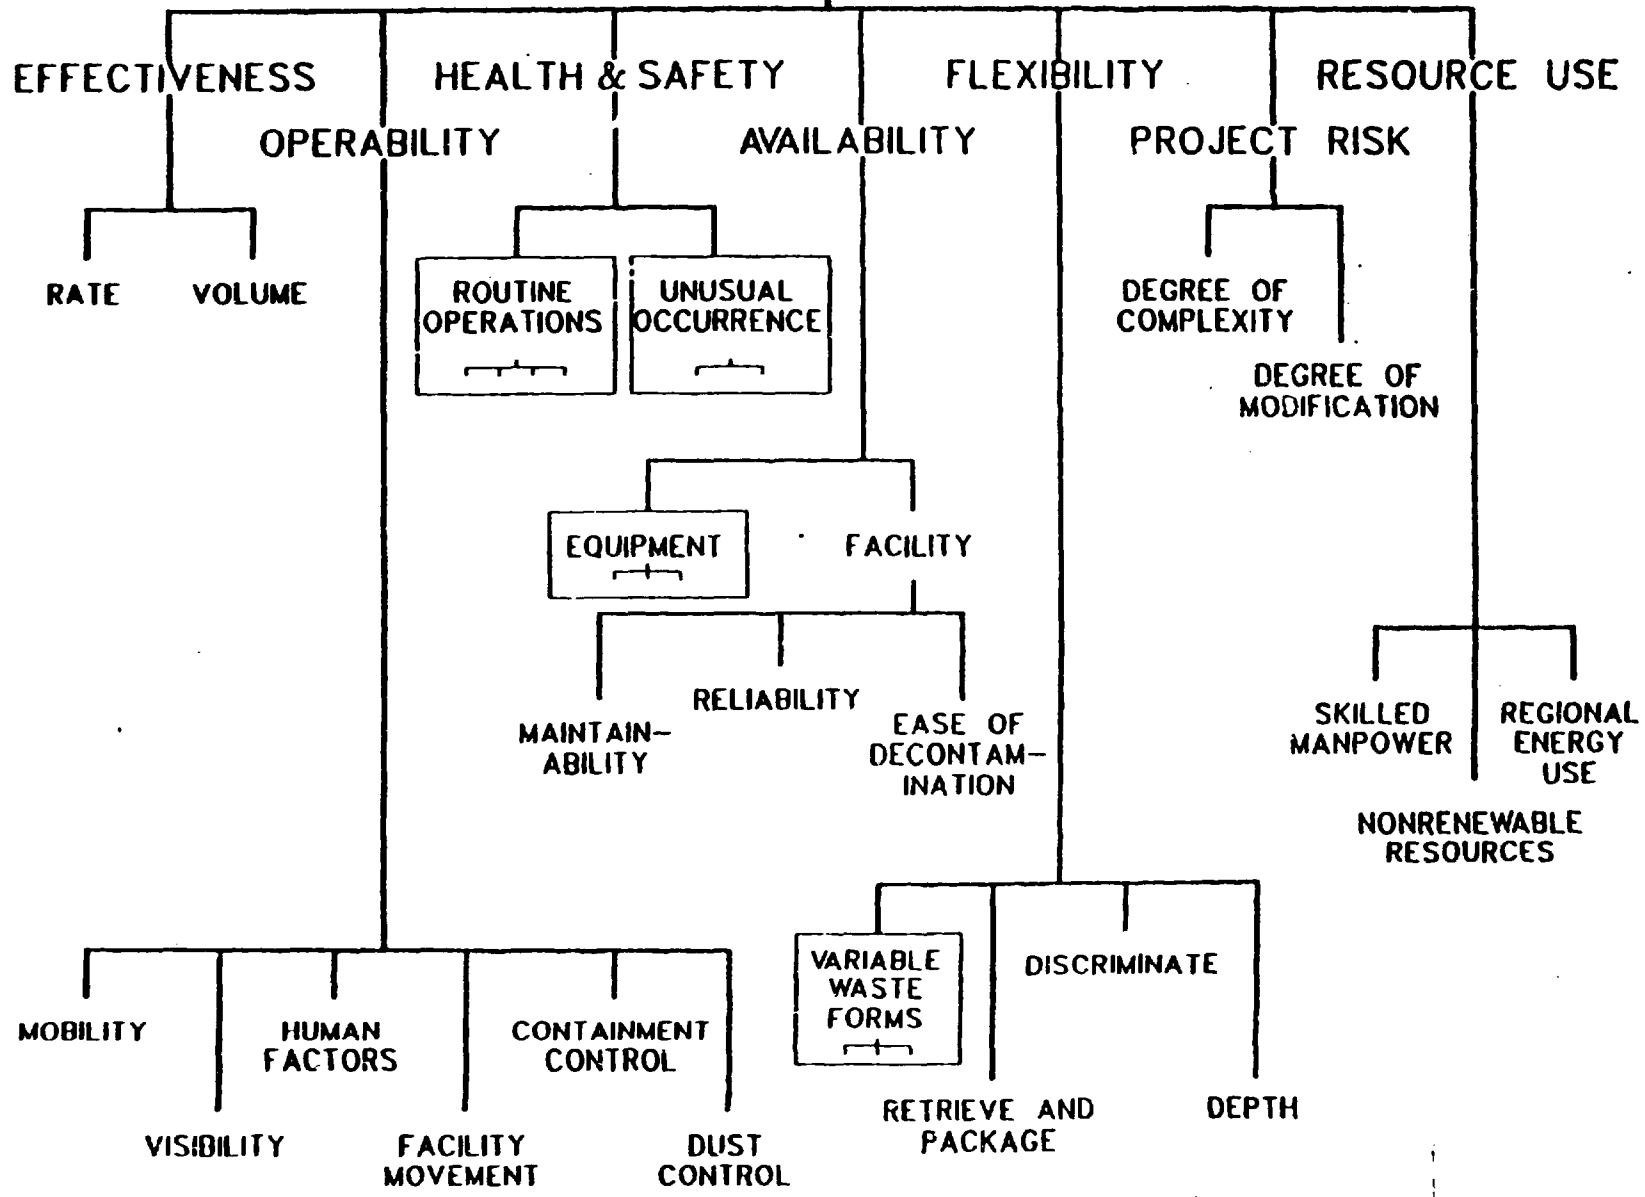 EFFECTIVENESS
HEALTH & SAFETY
FLEXIBILITY
RESOURCE USE
OPERABILITY
AVAILABILITY
PROJECT RISK
RATE
VOLUME
ROUTINE
OPERATIONS
UNUSUAL
OCCURRENCE
DEGREE OF
COMPLEXITY
DEGREE OF
MODIFICATION
EQUIPMENT
FACILITY
MAINTAIN-
ABILITY
RELIABILITY
EASE OF
DECONTAM-
INATION
SKILLED
MANPOWER
REGIONAL
ENERGY
USE
NONRENEWABLE
RESOURCES
VARIABLE
WASTE
FORMS
DISCRIMINATE
RETRIEVE AND
PACKAGE
DEPTH
MOBILITY
HUMAN
FACTORS
CONTAINMENT
CONTROL
VISIBILITY
FACILITY
MOVEMENT
DUST
CONTROL